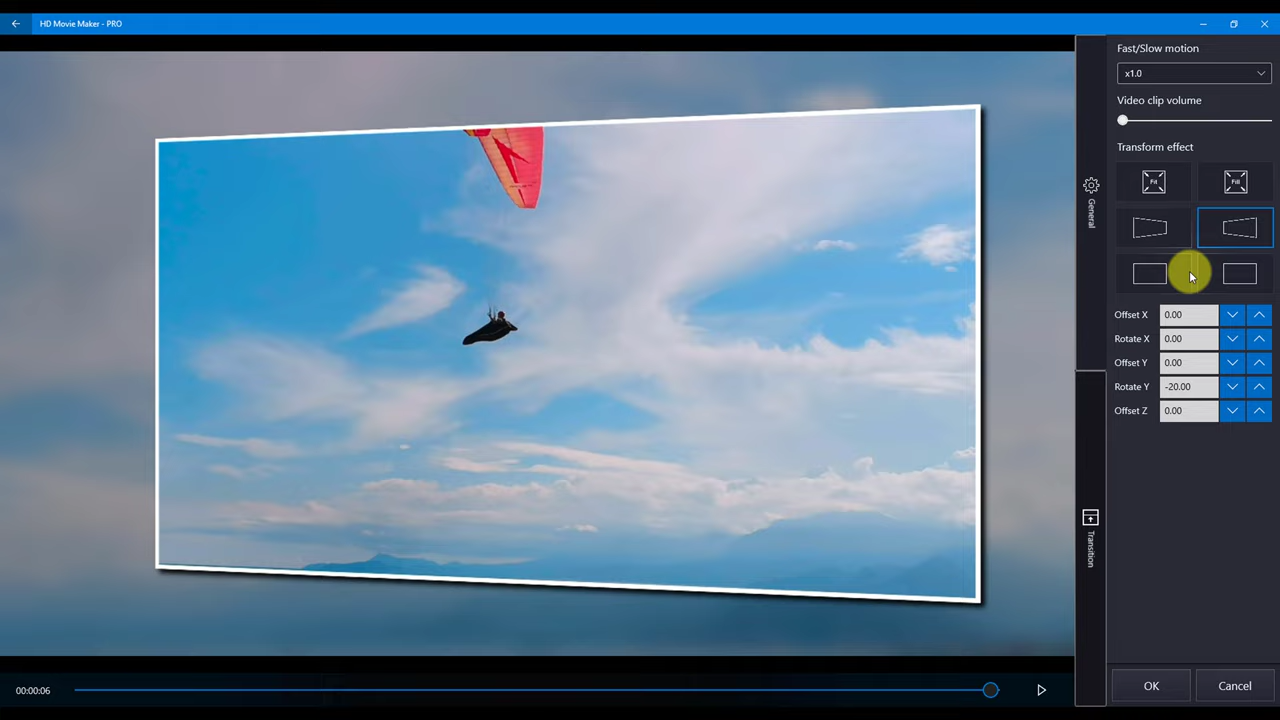 HD Movie Maker - PRO
Fast/Slow motion
x1.0
Video clip volume
Transform effect
Fit
Fill
General
Offset X 0.00
Rotate X 0.00
Offset Y 0.00
Rotate Y -20.00
Offset Z 0.00
Transition
00:00:06
OK Cancel